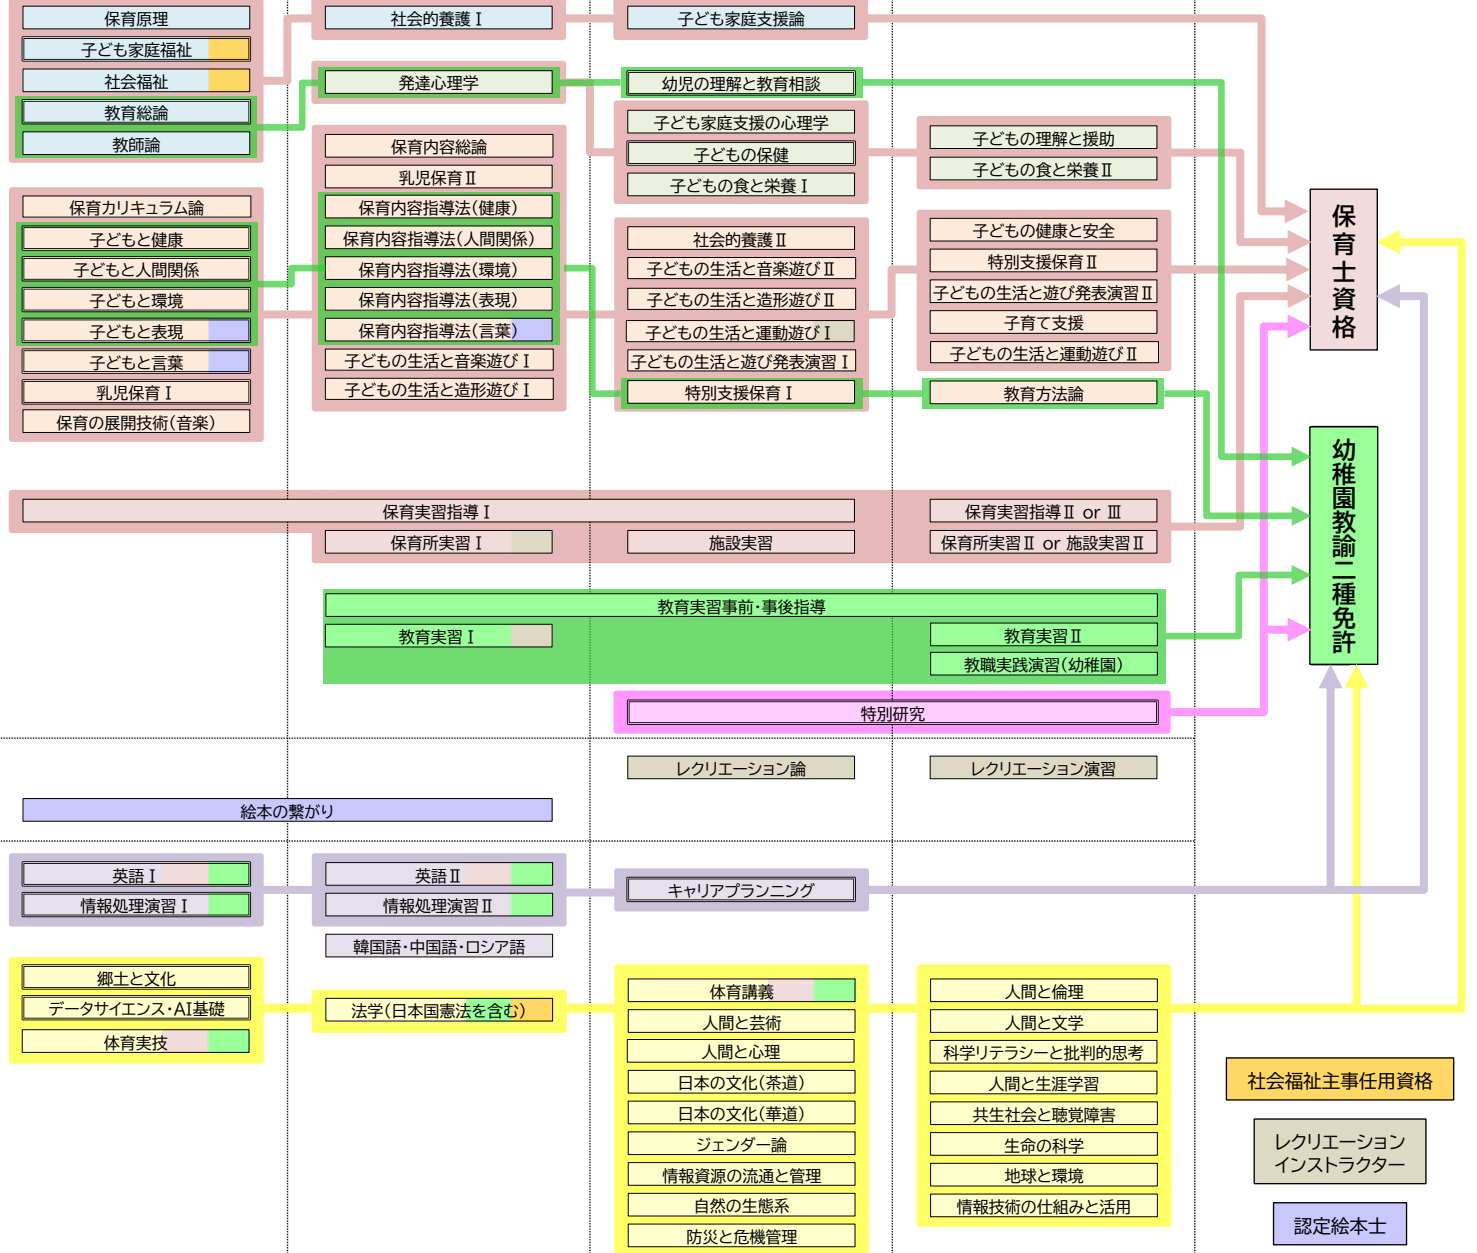 保育原理
子ども家庭福祉
社会福祉
教育総論
教師論
保育カリキュラム論
子どもと健康
子どもと人間関係
子どもと環境
子どもと表現
子どもと言葉
乳児保育Ⅰ
保育の展開技術(音楽)
社会的養護Ⅰ
発達心理学
保育内容総論
乳児保育Ⅱ
保育内容指導法(健康)
保育内容指導法(人間関係)
保育内容指導法(環境)
保育内容指導法(表現)
保育内容指導法(言葉)
子どもの生活と音楽遊びⅠ
子どもの生活と造形遊びⅠ
子ども家庭支援論
幼児の理解と教育相談
子ども家庭支援の心理学
子どもの保健
子どもの食と栄養Ⅰ
社会的養護Ⅱ
子どもの生活と音楽遊びⅡ
子どもの生活と造形遊びⅡ
子どもの生活と運動遊びⅠ
子どもの生活と遊び発表演習Ⅰ
特別支援保育Ⅰ
子どもの理解と援助
子どもの食と栄養Ⅱ
子どもの健康と安全
特別支援保育Ⅱ
子どもの生活と遊び発表演習Ⅱ
子育て支援
子どもの生活と運動遊びⅡ
教育方法論
保育士資格
幼稚園教諭二種免許
保育実習指導Ⅰ
保育実習指導Ⅱ or Ⅲ
保育所実習Ⅰ
施設実習
保育所実習Ⅱ or 施設実習Ⅱ
教育実習事前・事後指導
教育実習Ⅰ
教育実習Ⅱ
教職実践演習(幼稚園)
特別研究
レクリエーション論
レクリエーション演習
絵本の繋がり
英語Ⅰ
情報処理演習Ⅰ
英語Ⅱ
情報処理演習Ⅱ
韓国語・中国語・ロシア語
キャリアプランニング
郷土と文化
データサイエンス・AI基礎
体育実技
法学(日本国憲法を含む)
体育講義
人間と芸術
人間と心理
日本の文化(茶道)
日本の文化(華道)
ジェンダー論
情報資源の流通と管理
自然の生態系
防災と危機管理
人間と倫理
人間と文学
科学リテラシーと批判的思考
人間と生涯学習
共生社会と聴覚障害
生命の科学
地球と環境
情報技術の仕組みと活用
社会福祉主事任用資格
レクリエーション
インストラクター
認定絵本士